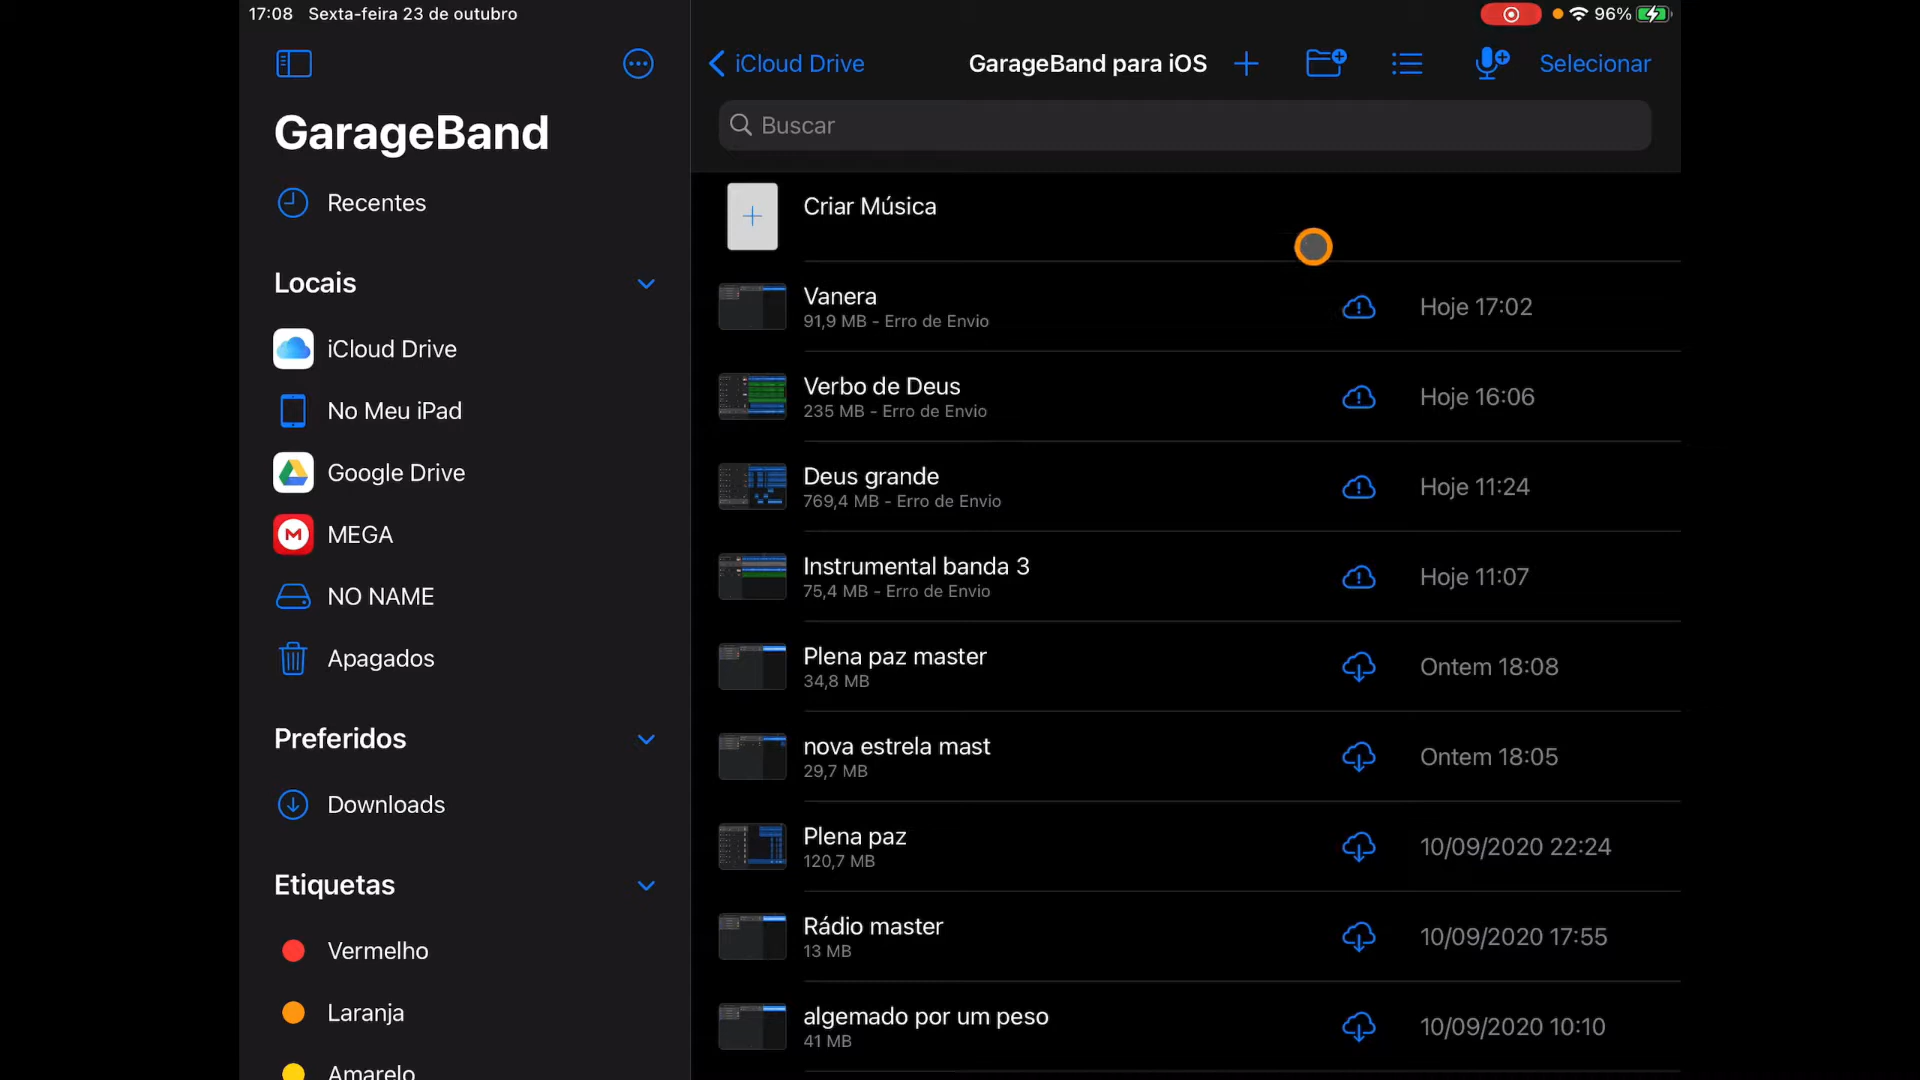 17:08 Sexta-feira 23 de outubro
96%
GarageBand
Recentes
Locais
iCloud Drive
No Meu iPad
Google Drive
MEGA
NO NAME
Apagados
Preferidos
Downloads
Etiquetas
Vermelho
Laranja
Amarelo
iCloud Drive
GarageBand para iOS
Selecionar
Buscar
Criar Música
Vanera
91,9 MB - Erro de Envio
Hoje 17:02
Verbo de Deus
235 MB - Erro de Envio
Hoje 16:06
Deus grande
769,4 MB - Erro de Envio
Hoje 11:24
Instrumental banda 3
75,4 MB - Erro de Envio
Hoje 11:07
Plena paz master
34,8 MB
Ontem 18:08
nova estrela mast
29,7 MB
Ontem 18:05
Plena paz
120,7 MB
10/09/2020 22:24
Rádio master
13 MB
10/09/2020 17:55
algemado por um peso
41 MB
10/09/2020 10:10